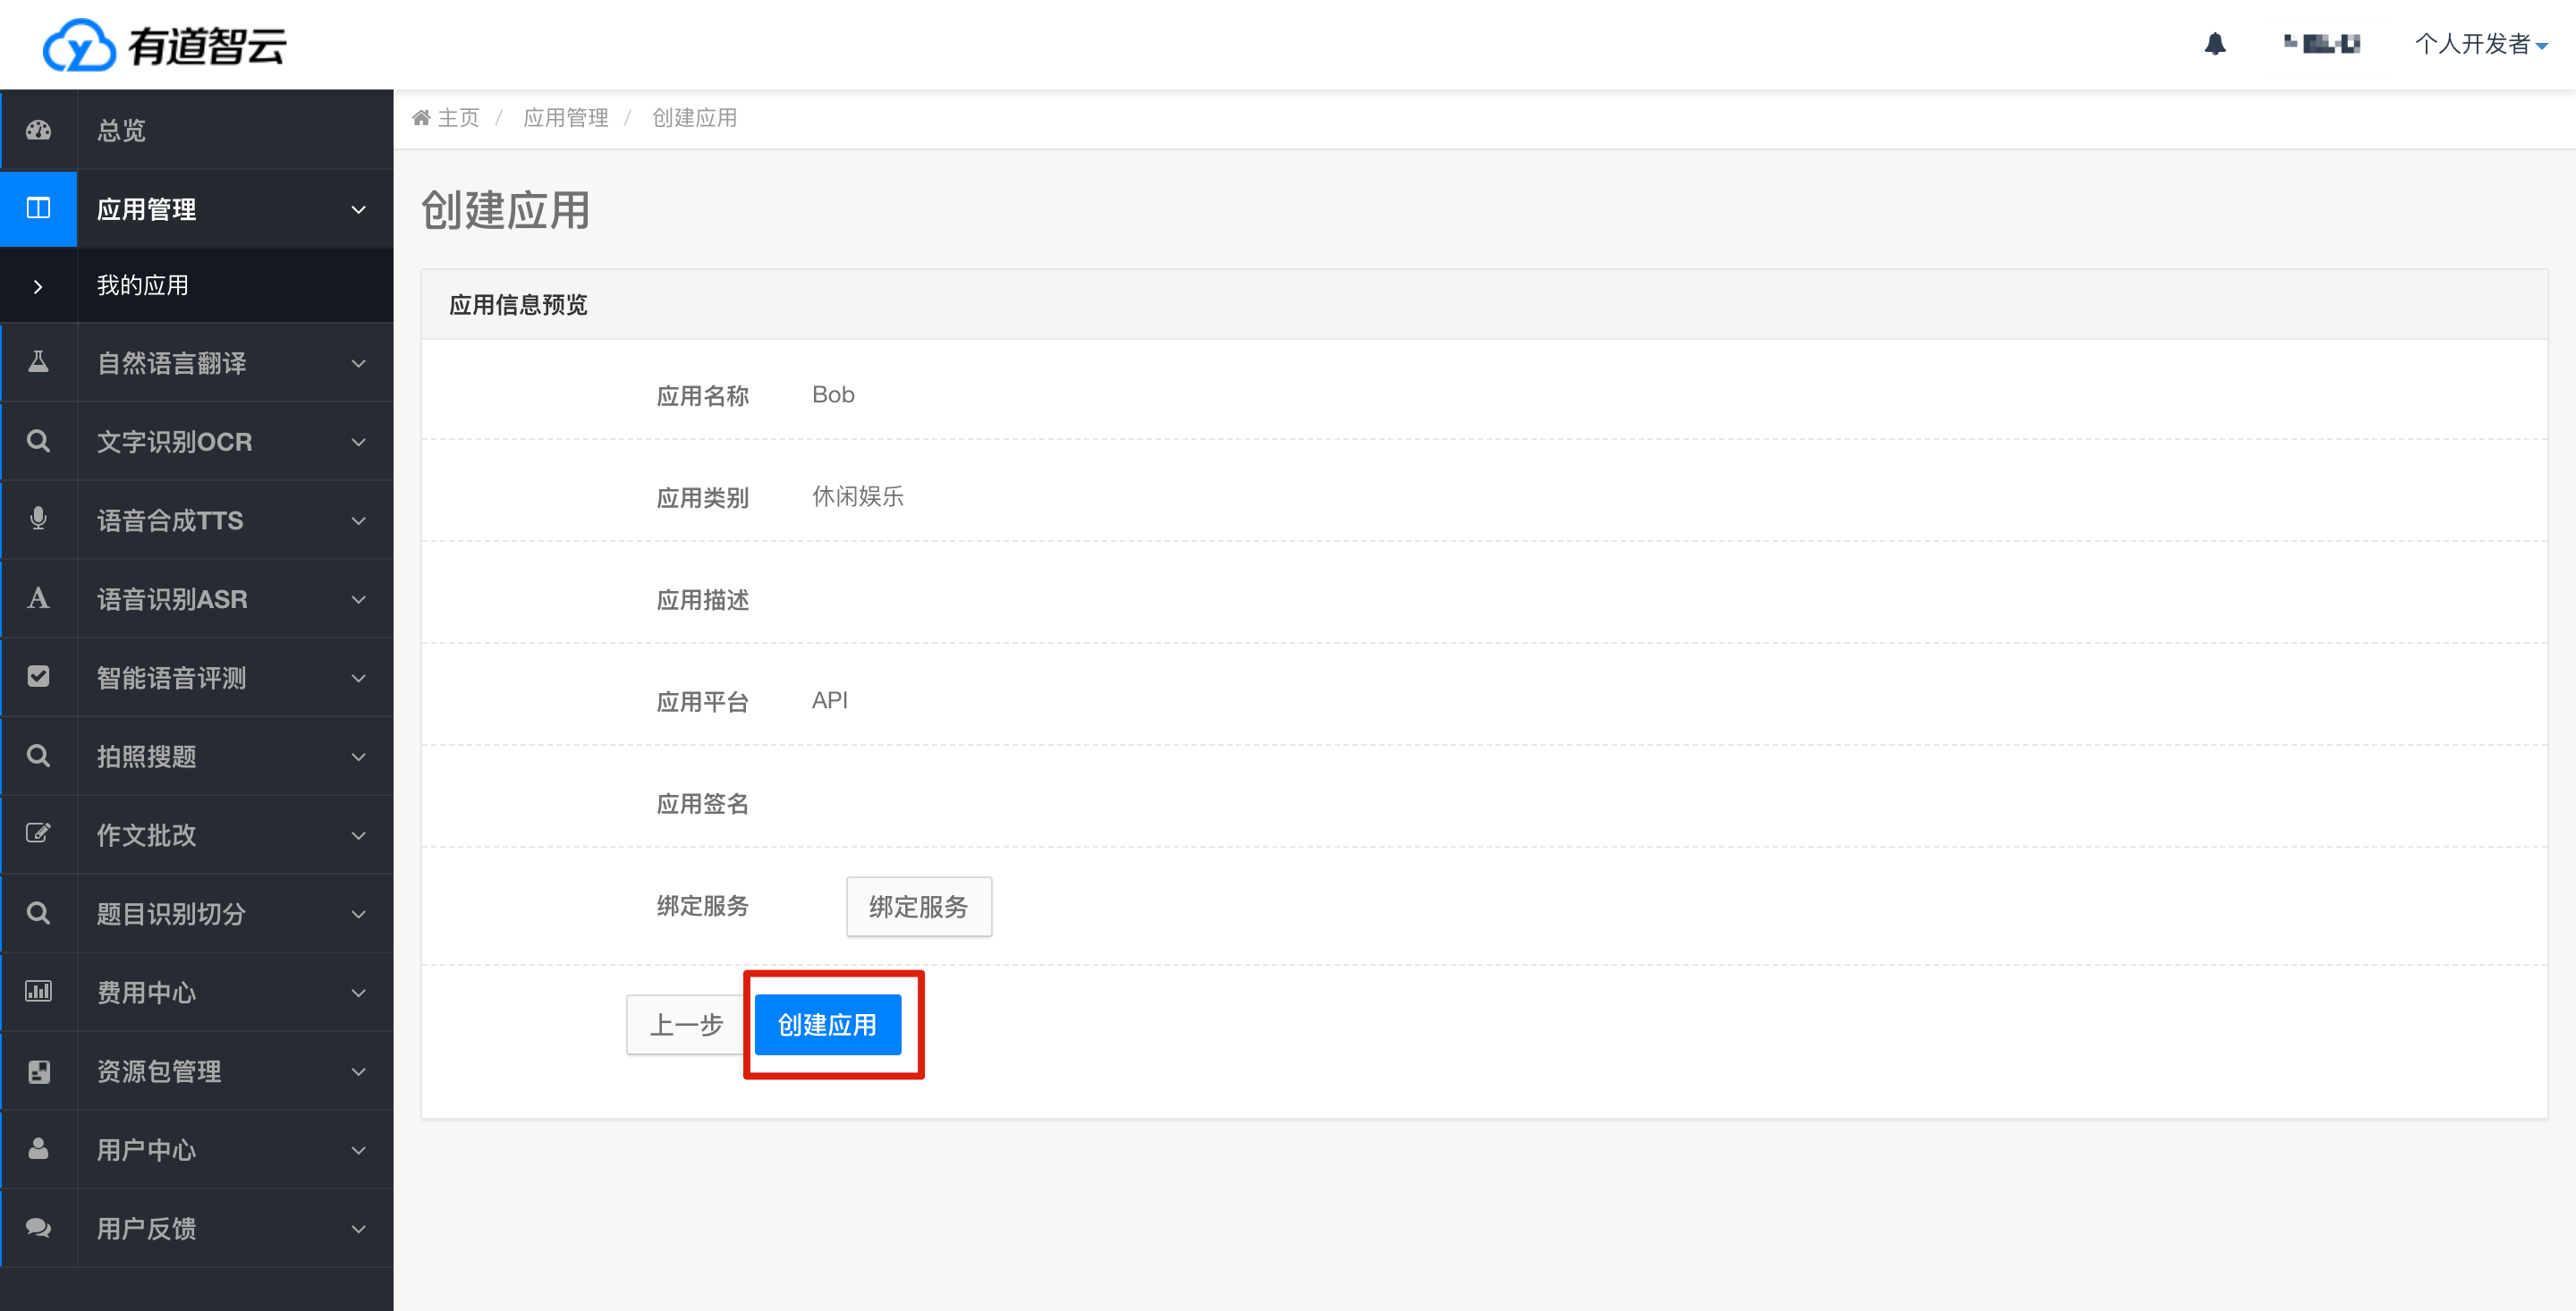 有道智云
个人开发者
主页 / 应用管理 / 创建应用
总览
应用管理
我的应用
自然语言翻译
文字识别OCR
语音合成TTS
语音识别ASR
智能语音评测
拍照搜题
作文批改
题目识别切分
费用中心
资源包管理
用户中心
用户反馈
创建应用
应用信息预览
应用名称 Bob
应用类别 休闲娱乐
应用描述
应用平台 API
应用签名
绑定服务 绑定服务
上一步 创建应用